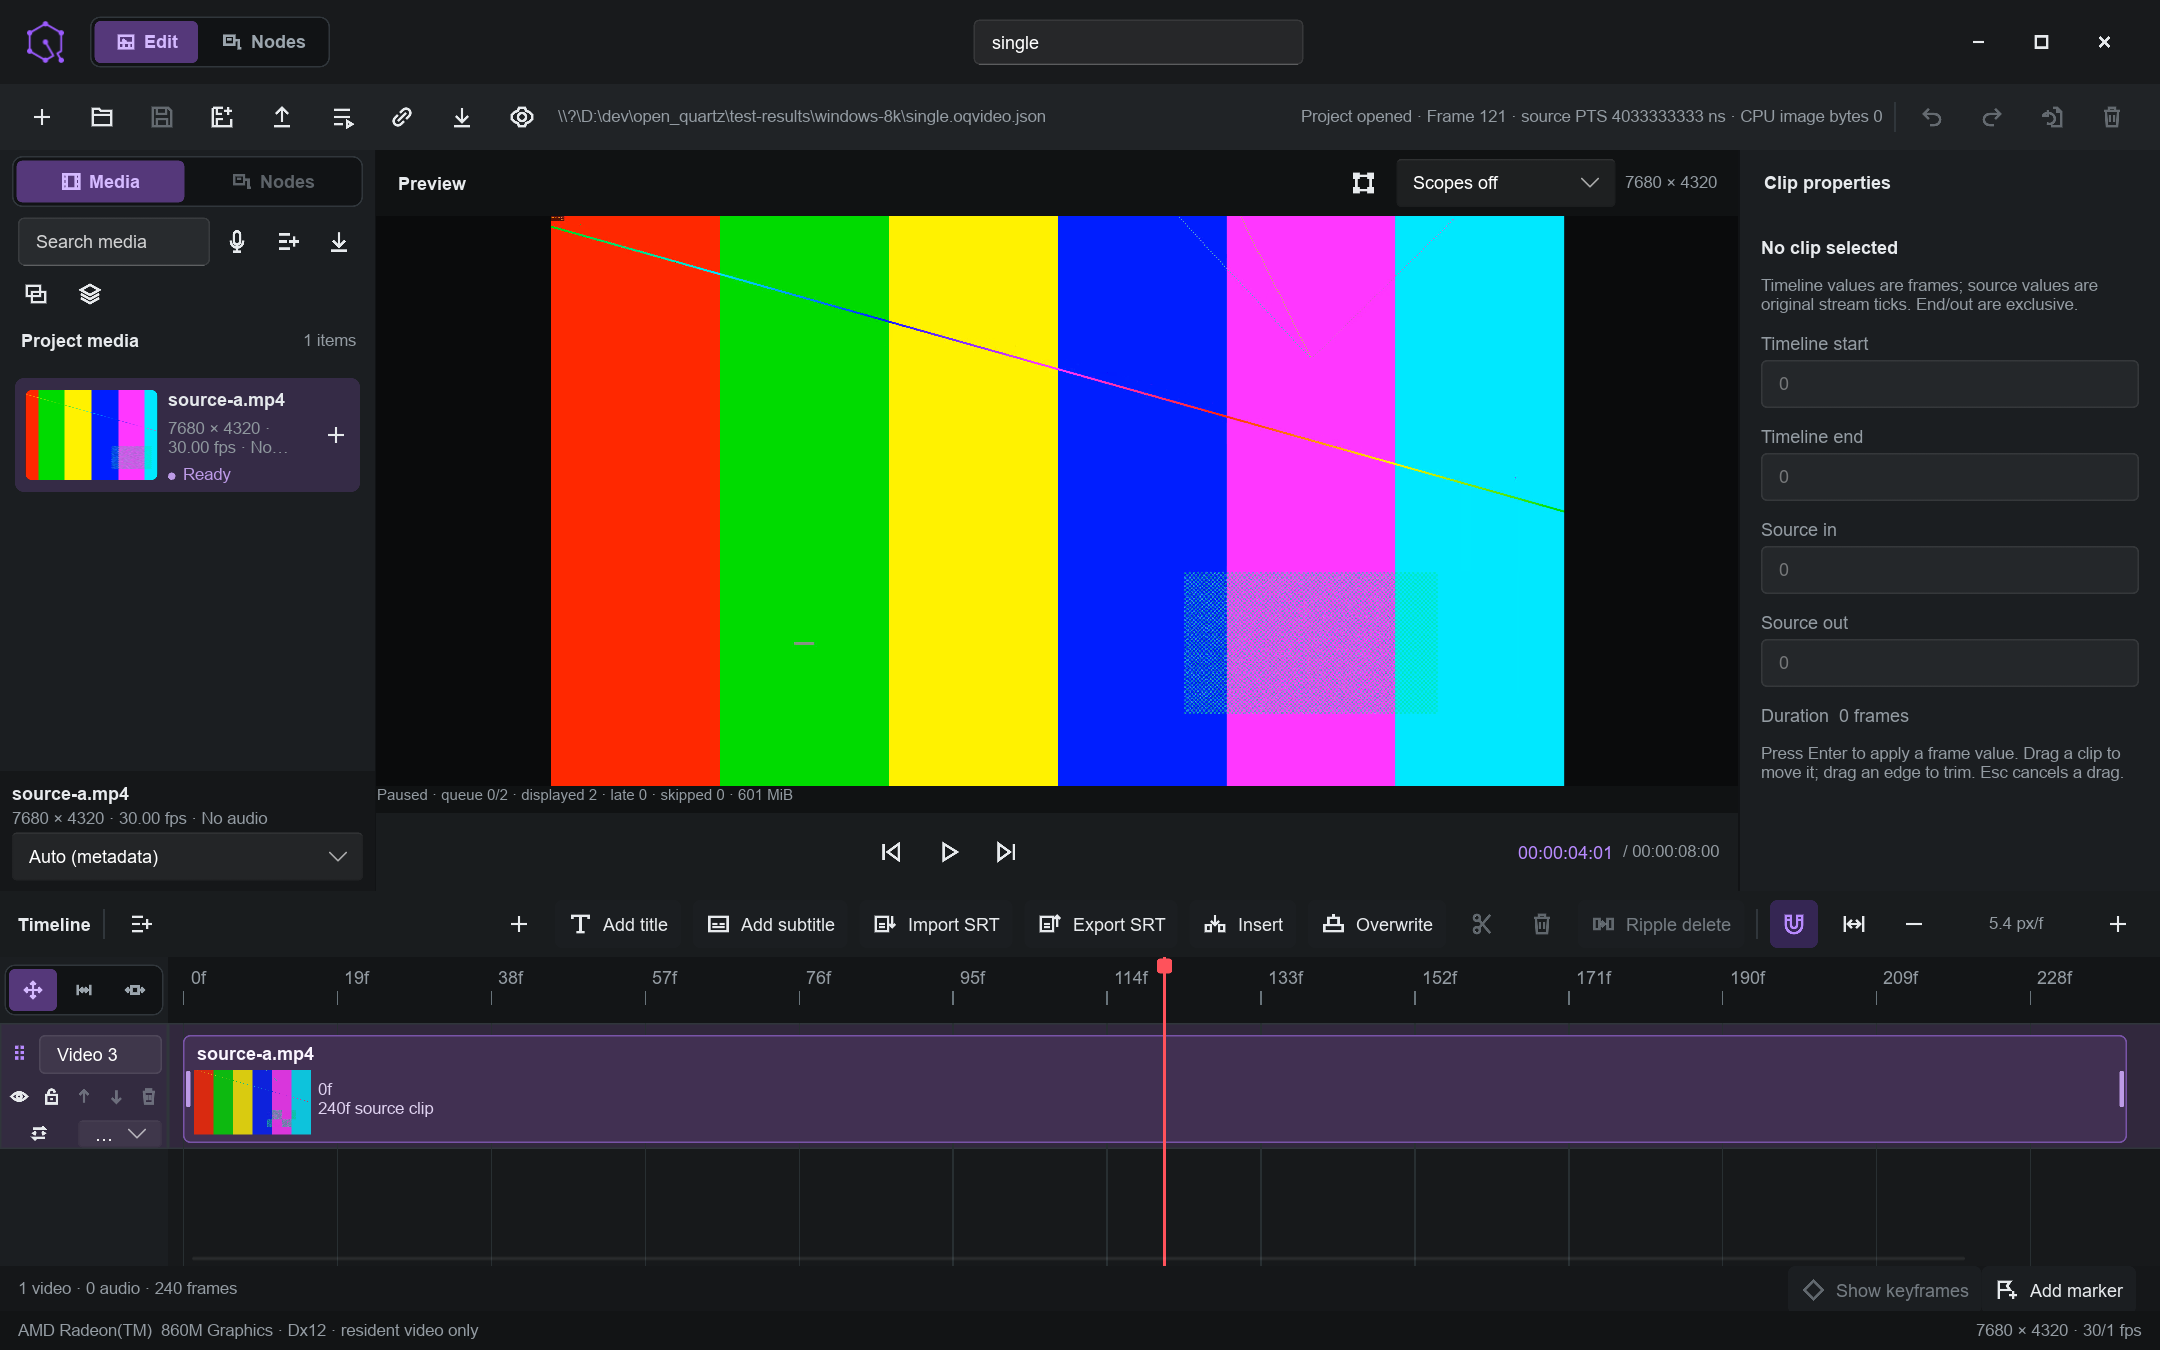 Edit
Nodes
single
\\?\D:\dev\open_quartz\test-results\windows-8k\single.oqvideo.json
Project opened · Frame 121 · source PTS 4033333333 ns · CPU image bytes 0
Media
Nodes
Search media
Project media
1 items
source-a.mp4
7680 × 4320 ·
30.00 fps · No…
Ready
source-a.mp4
7680 × 4320 · 30.00 fps · No audio
Auto (metadata)
Preview
Scopes off
7680 × 4320
Paused · queue 0/2 · displayed 2 · late 0 · skipped 0 · 601 MiB
00:00:04:01 / 00:00:08:00
Clip properties
No clip selected
Timeline values are frames; source values are
original stream ticks. End/out are exclusive.
Timeline start
0
Timeline end
0
Source in
0
Source out
0
Duration 0 frames
Press Enter to apply a frame value. Drag a clip to
move it; drag an edge to trim. Esc cancels a drag.
Timeline
Add title
Add subtitle
Import SRT
Export SRT
Insert
Overwrite
Ripple delete
5.4 px/f
0f 19f 38f 57f 76f 95f 114f 133f 152f 171f 190f 209f 228f
Video 3
...
source-a.mp4
0f
240f source clip
1 video · 0 audio · 240 frames
Show keyframes
Add marker
AMD Radeon(TM) 860M Graphics · Dx12 · resident video only
7680 × 4320 · 30/1 fps